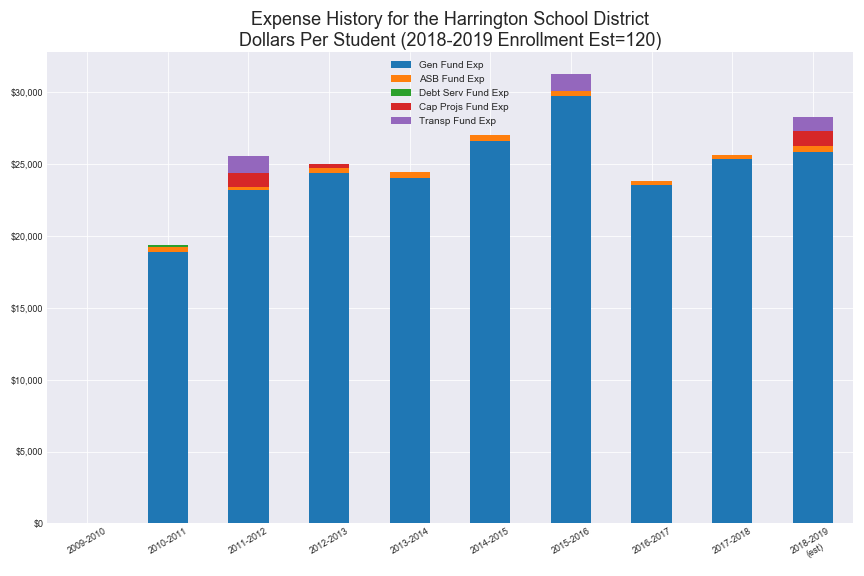 Expense History for the Harrington School District
Dollars Per Student (2018-2019 Enrollment Est=120)
Gen Fund Exp
ASB Fund Exp
Debt Serv Fund Exp
Cap Projs Fund Exp
Transp Fund Exp
$30,000
$25,000
$20,000
$15,000
$10,000
$5,000
$0
2009-2010
2010-2011
2011-2012
2012-2013
2013-2014
2014-2015
2015-2016
2016-2017
2017-2018
2018-2019
(est)